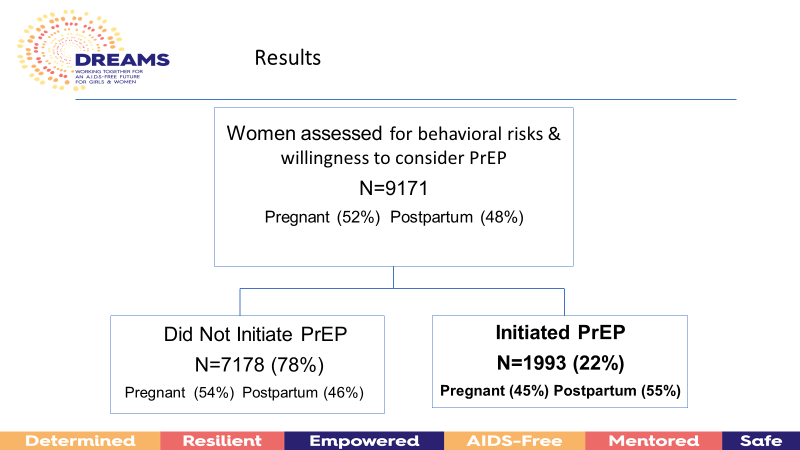 DREAMS
WORKING TOGETHER FOR
AN AIDS-FREE FUTURE
FOR GIRLS & WOMEN
Results
Women assessed for behavioral risks &
willingness to consider PrEP
N=9171
Pregnant (52%) Postpartum (48%)
Did Not Initiate PrEP
N=7178 (78%)
Pregnant (54%) Postpartum (46%)
Initiated PrEP
N=1993 (22%)
Pregnant (45%) Postpartum (55%)
Determined Resilient Empowered AIDS-Free Mentored Safe